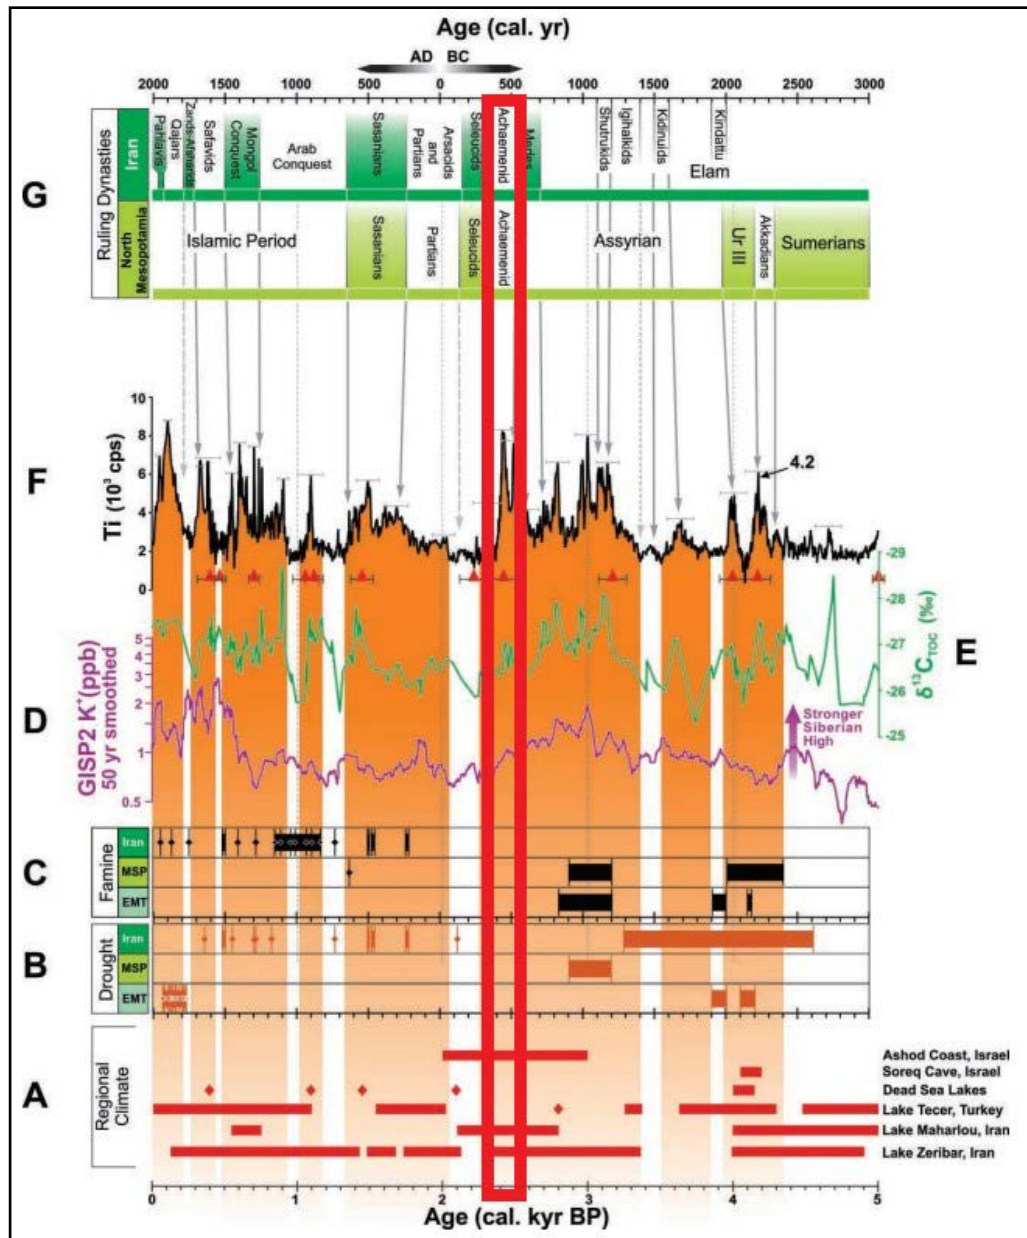 Age (cal. yr)
AD BC
2000 1500 1000 500 0 500 1000 1500 2000 3000
G
Ruling Dynasties
Iran
Pahlavis
Qajars
Zands-Afsharids
Safavids
Mongol
Conquest
Arab
Conquest
Sasanians
Partians
and
Arsacids
Seleucids
Achaemenid
Medes
Shutrukids
Igihalkids
Kidinuids
Kindattu
Elam
North
Mesopotamia
Islamic Period
Sasanians
Partians
Seleucids
Achaemenid
Assyrian
Ur III
Akkadians
Sumerians
F
Ti (10³ cps)
10
8
6
4
2
0
4.2
E
δ¹³C TOC (‰)
-29
-28
-27
-26
-25
D
GISP2 K⁺(ppb)
50 yr smoothed
5
4
3
2
1
0.5
Stronger
Siberian
High
C
Famine
Iran
MSP
EMT
B
Drought
Iran
MSP
EMT
A
Regional
Climate
Ashod Coast, Israel
Soreq Cave, Israel
Dead Sea Lakes
Lake Tecer, Turkey
Lake Maharlou, Iran
Lake Zeribar, Iran
0 1 3 4 5
Age (cal. kyr BP)